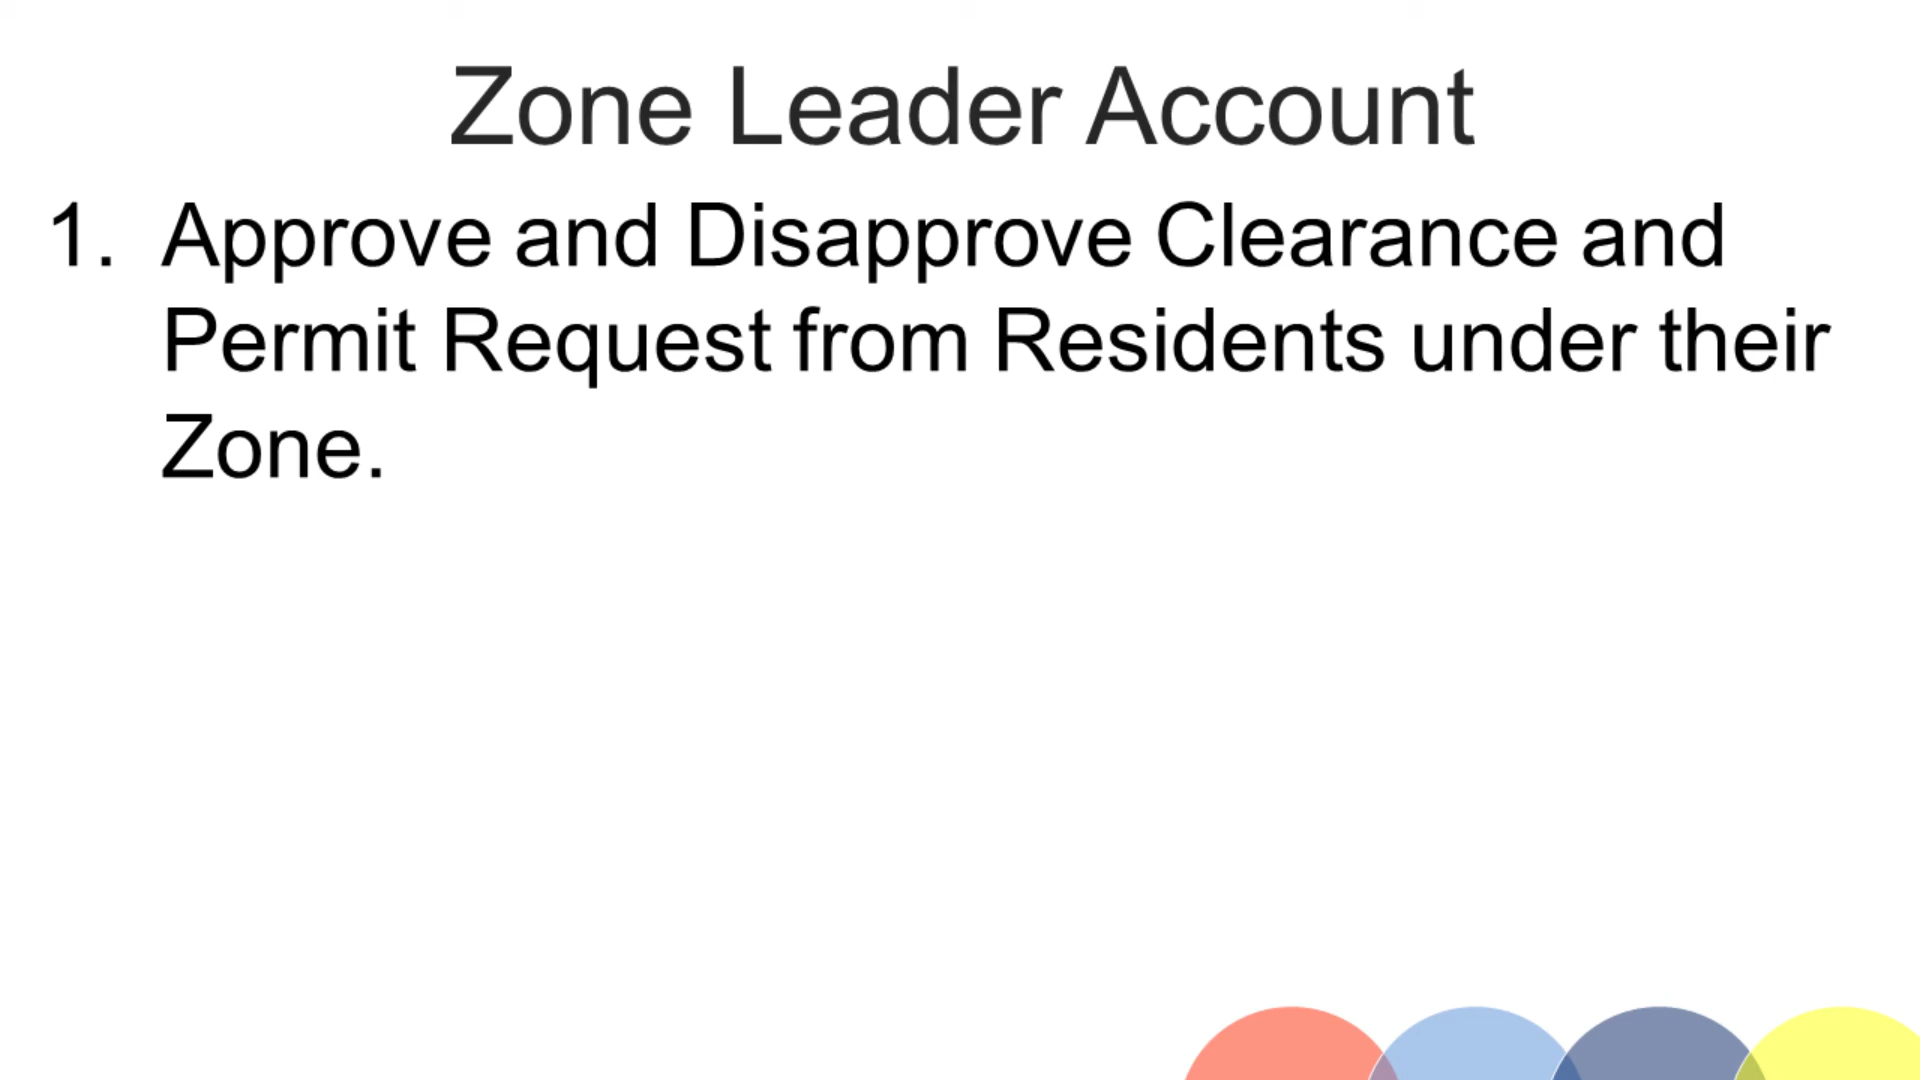 Zone Leader Account
1. Approve and Disapprove Clearance and
Permit Request from Residents under their
Zone.